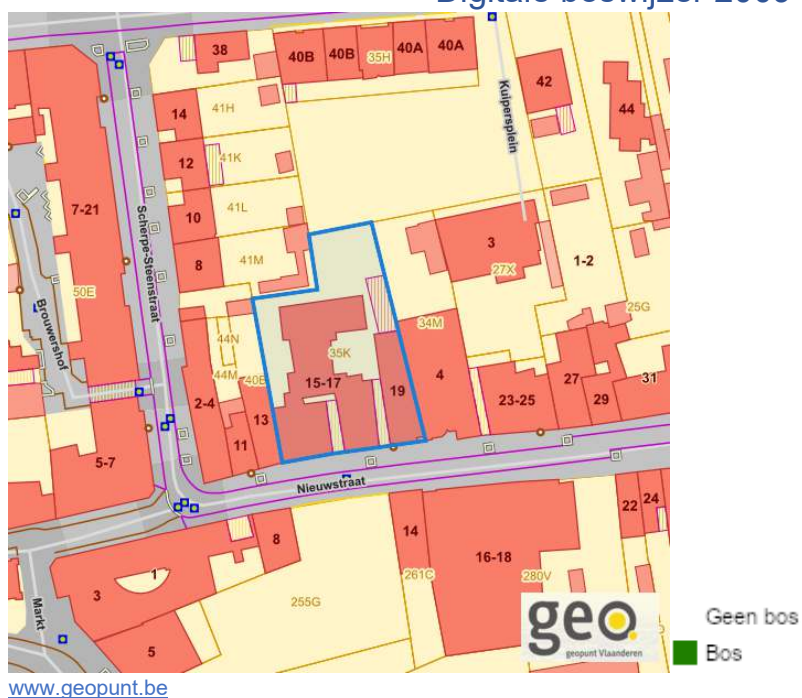 38
40B 40B 35H 40A 40A
42
44
14 41H
12 41K
Kuipersplein
7-21
10 41L
Scherpe-Steenstraat
8 41M
3
27X
1-2
50E
Brouwershof
25G
44N
34M
35K
44M 40E
15-17 19 4
2-4
13
11
23-25 27 29 31
5-7
Nieuwstraat
22 24
8 14
16-18
1
3
261C 280V
255G
Markt
5
geo.
geopunt Vlaanderen
Geen bos
Bos
www.geopunt.be